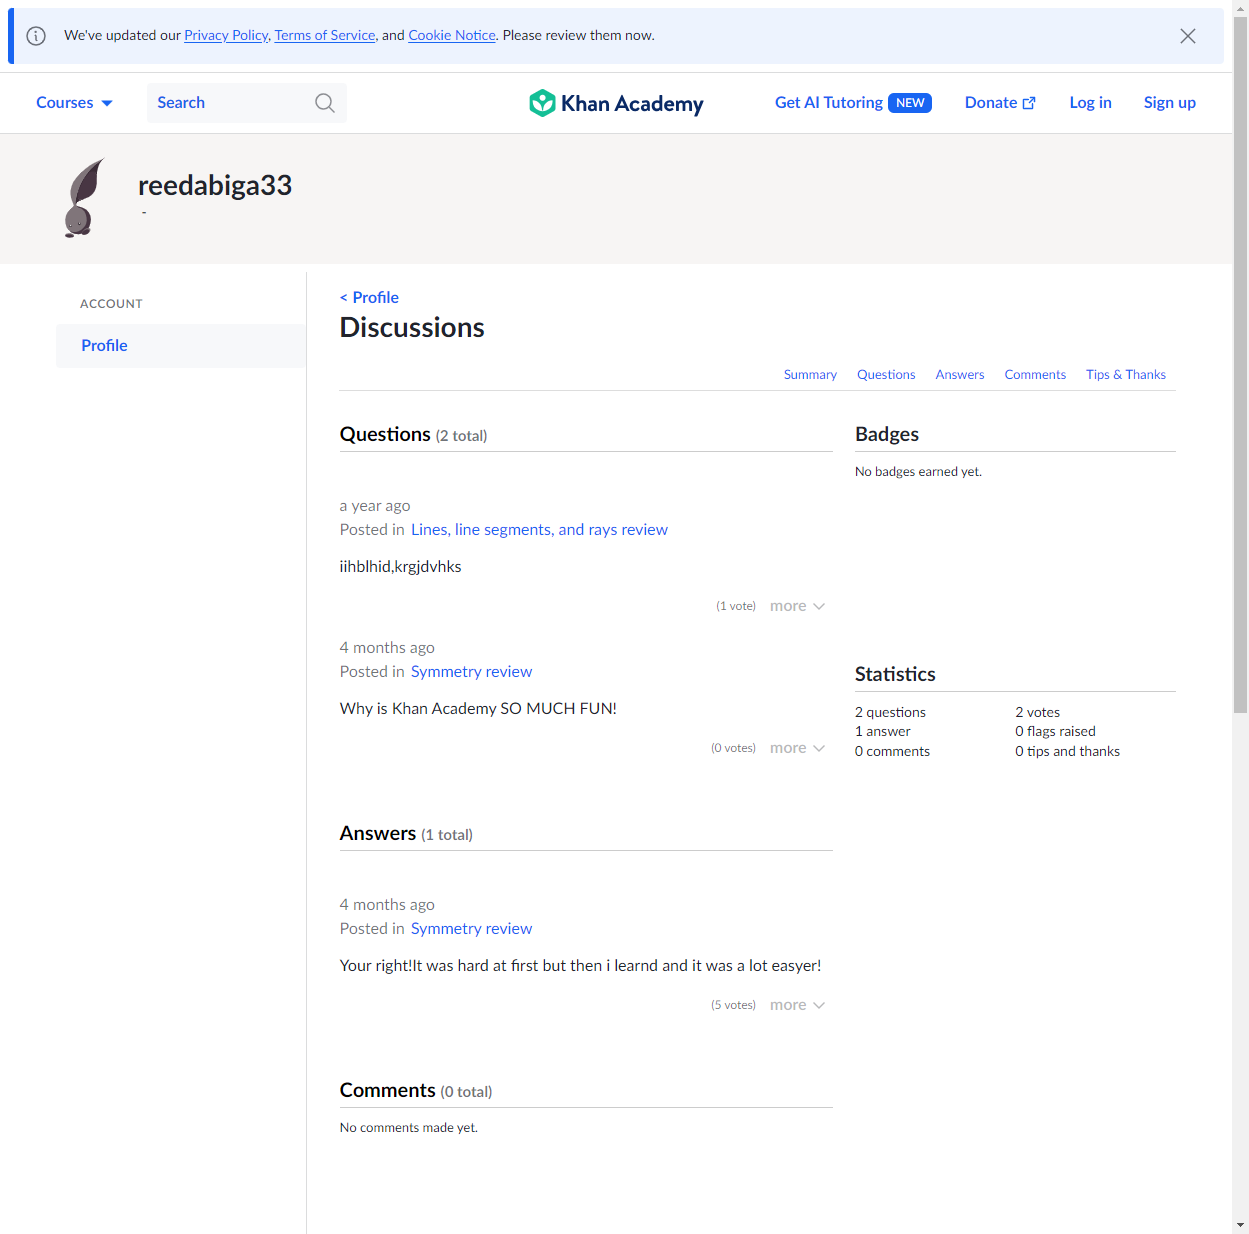 We've updated our Privacy Policy, Terms of Service, and Cookie Notice. Please review them now.
Courses
Search
Khan Academy
Get AI Tutoring NEW
Donate
Log in
Sign up
reedabiga33
-
ACCOUNT
Profile
< Profile
Discussions
Summary
Questions
Answers
Comments
Tips & Thanks
Questions (2 total)
a year ago
Posted in Lines, line segments, and rays review
iihblhid,krgjdvhks
(1 vote) more
4 months ago
Posted in Symmetry review
Why is Khan Academy SO MUCH FUN!
(0 votes) more
Answers (1 total)
4 months ago
Posted in Symmetry review
Your right!It was hard at first but then i learnd and it was a lot easyer!
(5 votes) more
Comments (0 total)
No comments made yet.
Badges
No badges earned yet.
Statistics
2 questions
2 votes
1 answer
0 flags raised
0 comments
0 tips and thanks